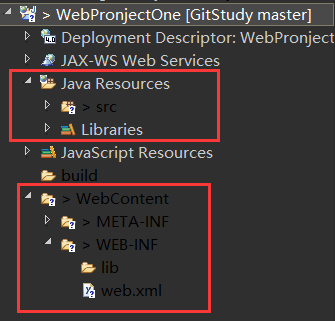 > WebPronjectOne [GitStudy master]
Deployment Descriptor: WebPronject
JAX-WS Web Services
Java Resources
> src
Libraries
JavaScript Resources
build
> WebContent
> META-INF
> WEB-INF
lib
web.xml